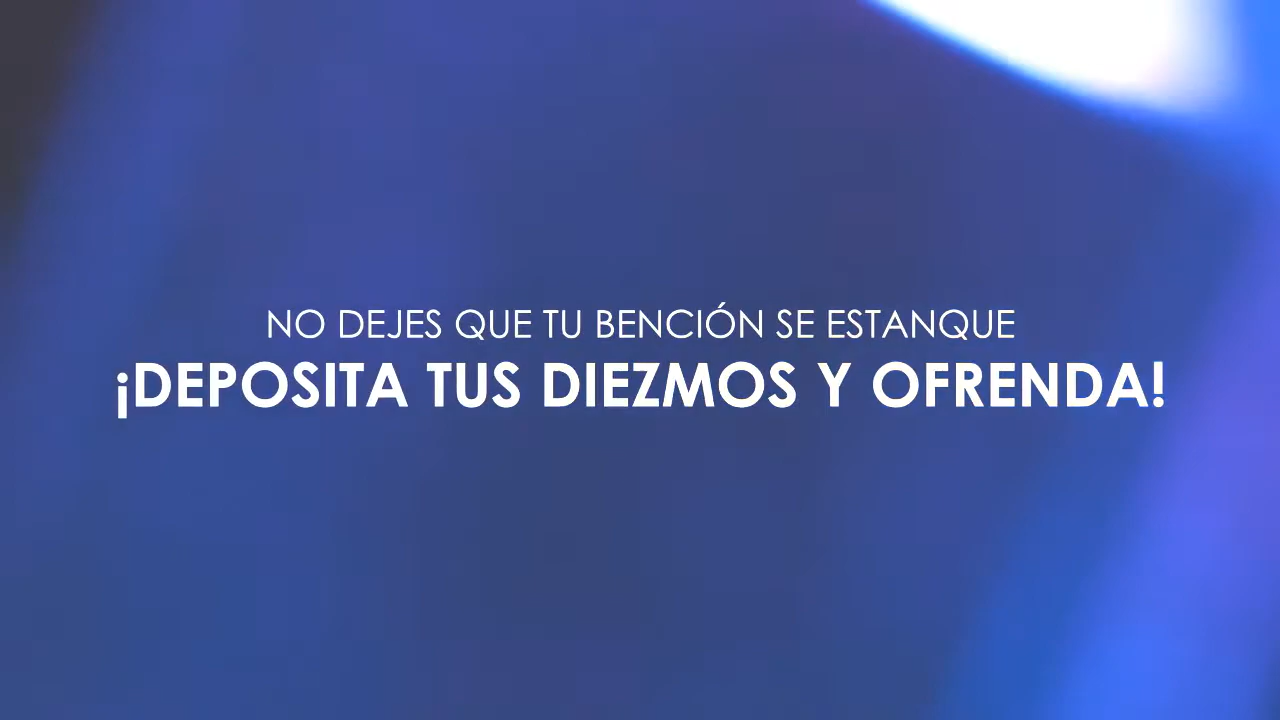 NO DEJES QUE TU BENCIÓN SE ESTANQUE
¡DEPOSITA TUS DIEZMOS Y OFRENDA!